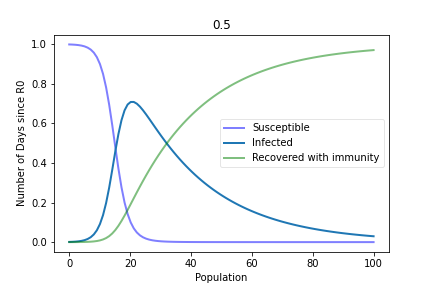 0.5
Number of Days since R0
1.0
0.8
0.6
0.4
0.2
0.0
Susceptible
Infected
Recovered with immunity
0 20 40 60 80 100
Population